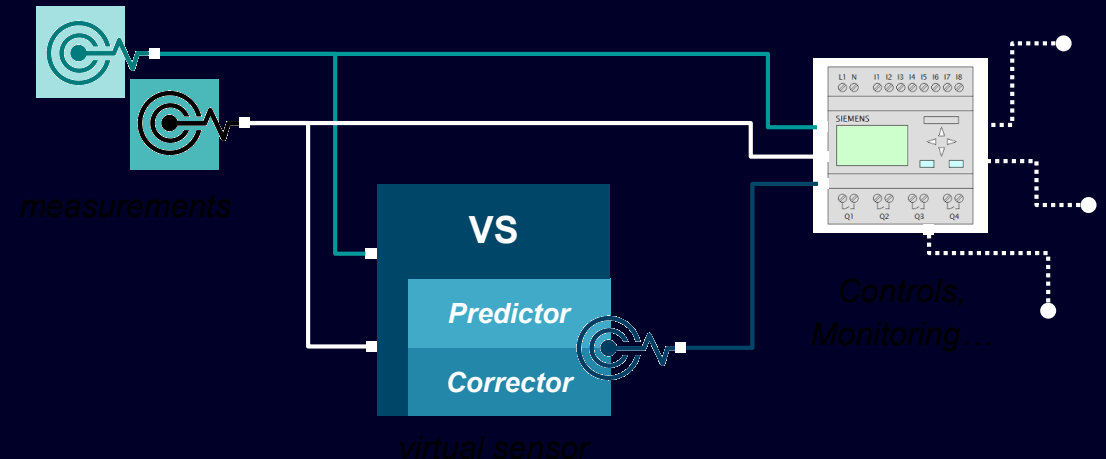 L1 N I1 I2 I3 I4 I5 I6 I7 I8
SIEMENS
Q1 Q2 Q3 Q4
measurements
VS
Predictor
Corrector
virtual sensor
Controls,
Monitoring…